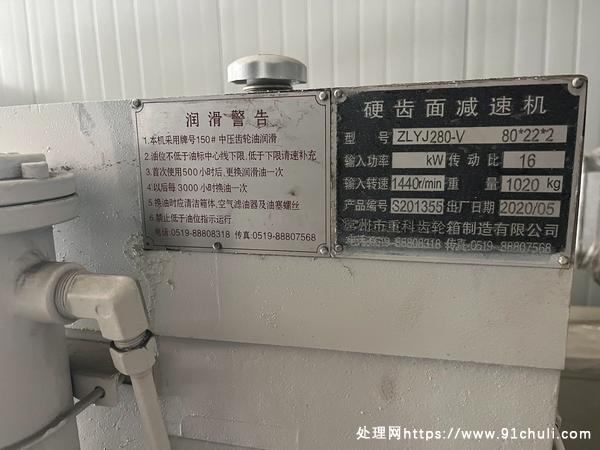 润滑警告
1.本机采用牌号150#中压齿轮油润滑
2.油位不低于油标中心线下限,低于下限请速补充
3.首次使用500小时后,更换润滑油一次
4.以后每3000小时换油一次
5.换油时应清洁箱体、空气滤油器及油塞螺丝
6.禁止低于油位指示运行
电话:0519-88808318 传真:0519-88807568
硬齿面减速机
型号 ZLYJ280-V 80*22*2
输入功率 kW 传动比 16
输入转速 1440r/min 重量 1020kg
产品编号 S201355 出厂日期 2020/05
常州市重科齿轮箱制造有限公司
电话:0519-88808318 传真:0519-88807568
处理网https://www.91chuli.com/